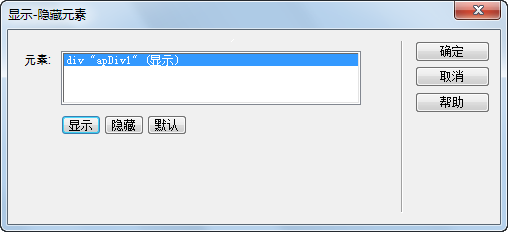 显示-隐藏元素
元素:
div "apDiv1" (显示)
显示 隐藏 默认
确定
取消
帮助